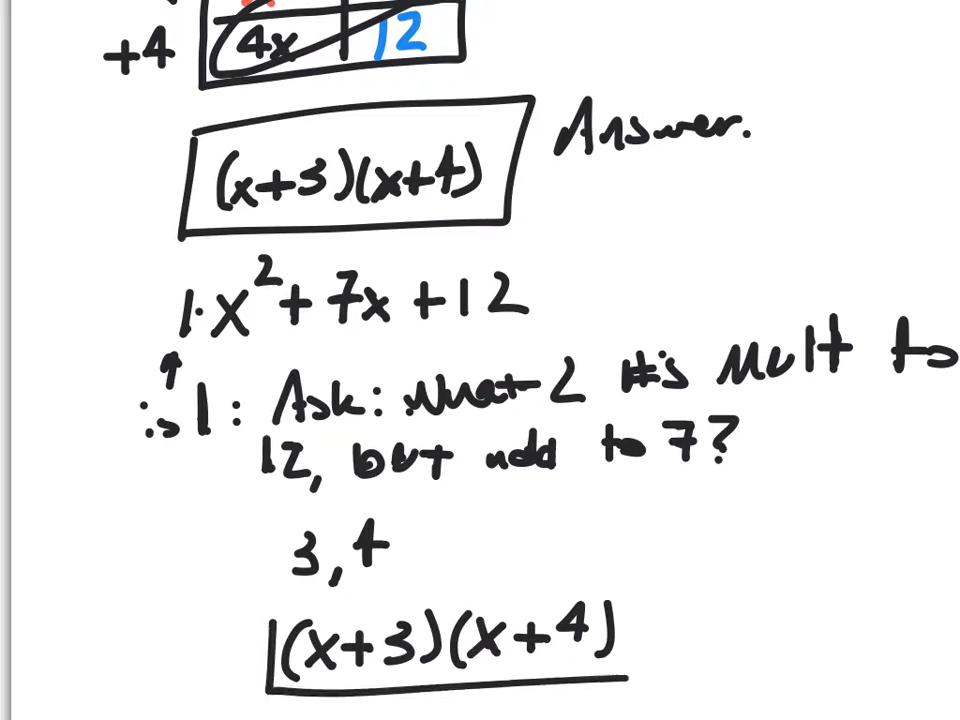 +4 4x 12
(x+3)(x+4) Answer.
1·x²+7x+12
is 1: Ask: What 2 #'s Mult to
12, but add to 7?
3,4
(x+3)(x+4)